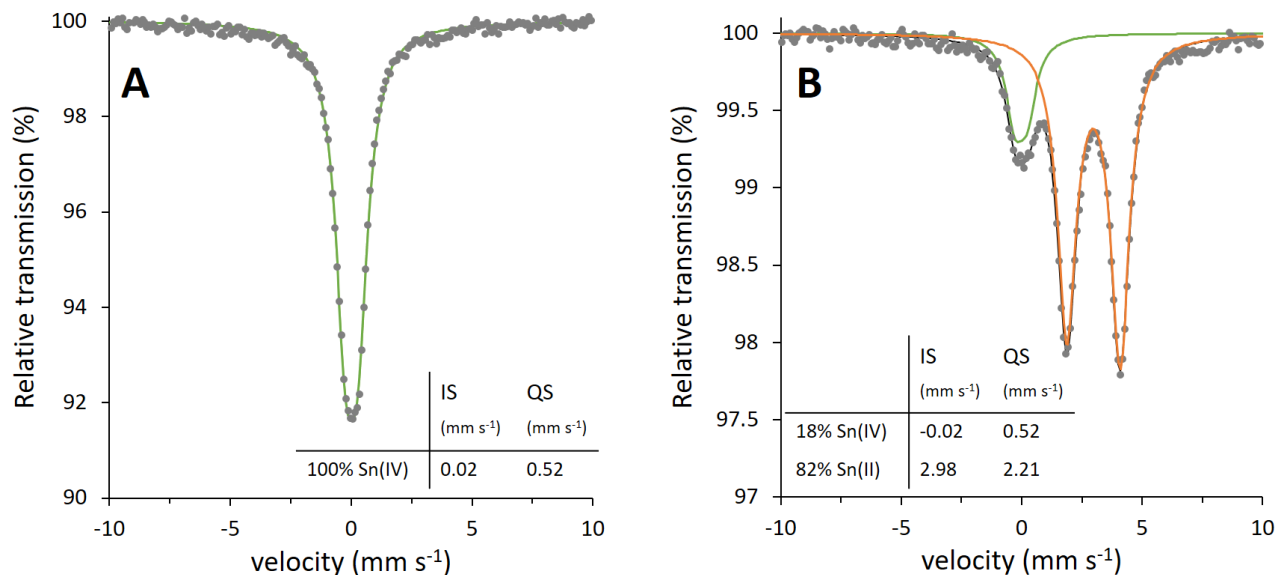 A
100
98
96
94
92
90
Relative transmission (%)
-10 -5 0 5 10
velocity (mm s⁻¹)
IS QS
(mm s⁻¹) (mm s⁻¹)
100% Sn(IV) 0.02 0.52
B
100
99.5
99
98.5
98
97.5
97
Relative transmission (%)
-10 -5 0 5 10
velocity (mm s⁻¹)
IS QS
(mm s⁻¹) (mm s⁻¹)
18% Sn(IV) -0.02 0.52
82% Sn(II) 2.98 2.21